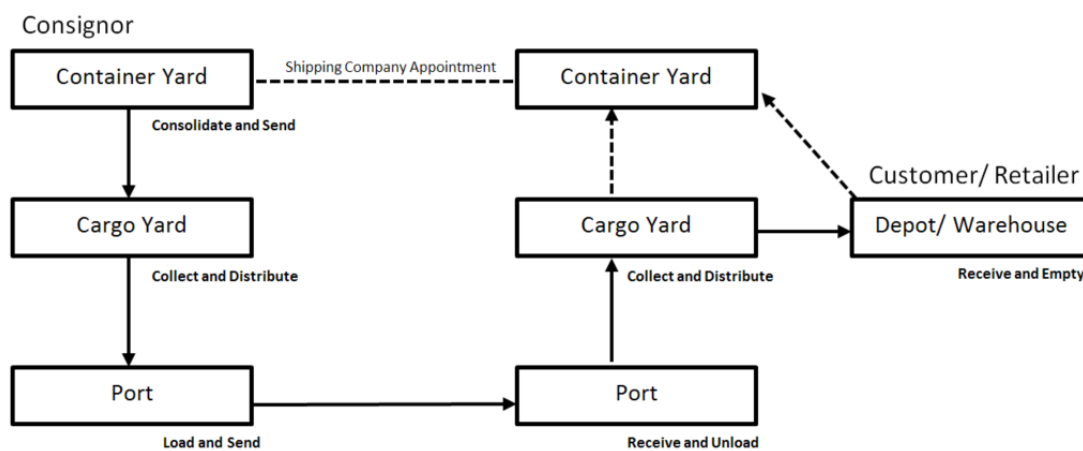 Consignor
Container Yard
Shipping Company Appointment
Container Yard
Consolidate and Send
Customer/ Retailer
Cargo Yard
Cargo Yard
Depot/ Warehouse
Collect and Distribute
Collect and Distribute
Receive and Empty
Port
Port
Load and Send
Receive and Unload